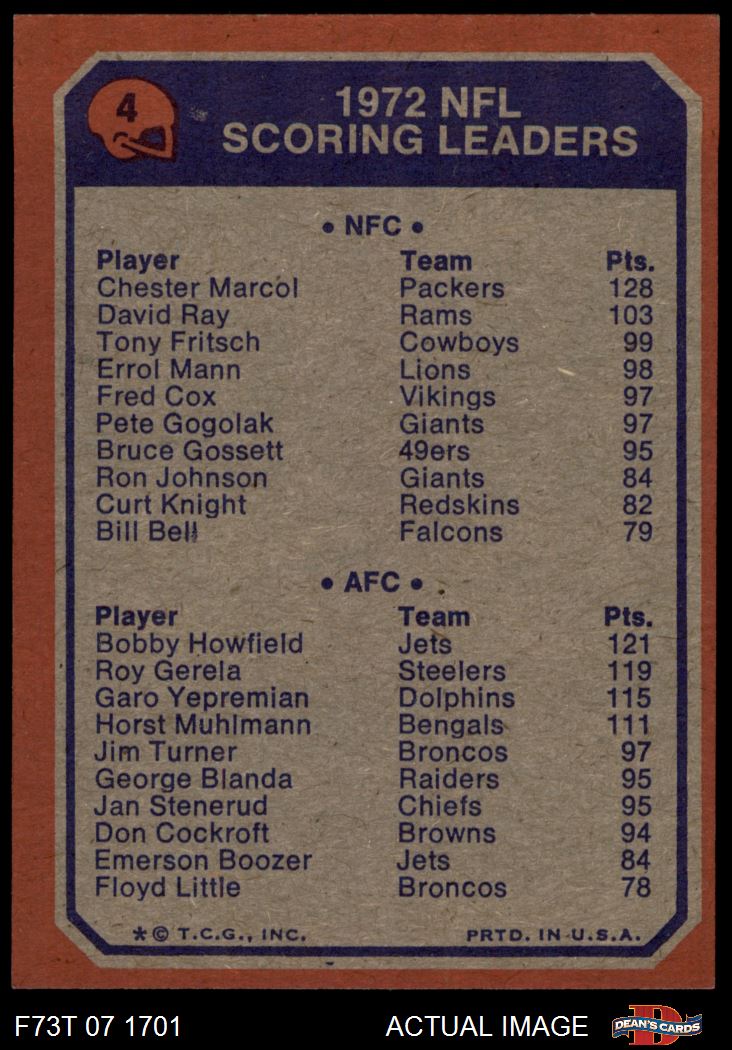 4
1972 NFL
SCORING LEADERS
• NFC •
Player Team Pts.
Chester Marcol Packers 128
David Ray Rams 103
Tony Fritsch Cowboys 99
Errol Mann Lions 98
Fred Cox Vikings 97
Pete Gogolak Giants 97
Bruce Gossett 49ers 95
Ron Johnson Giants 84
Curt Knight Redskins 82
Bill Bell Falcons 79
• AFC •
Player Team Pts.
Bobby Howfield Jets 121
Roy Gerela Steelers 119
Garo Yepremian Dolphins 115
Horst Muhlmann Bengals 111
Jim Turner Broncos 97
George Blanda Raiders 95
Jan Stenerud Chiefs 95
Don Cockroft Browns 94
Emerson Boozer Jets 84
Floyd Little Broncos 78
*© T.C.G., INC. PRTD. IN U.S.A.
F73T 07 1701 ACTUAL IMAGE D DEAN'S CARDS